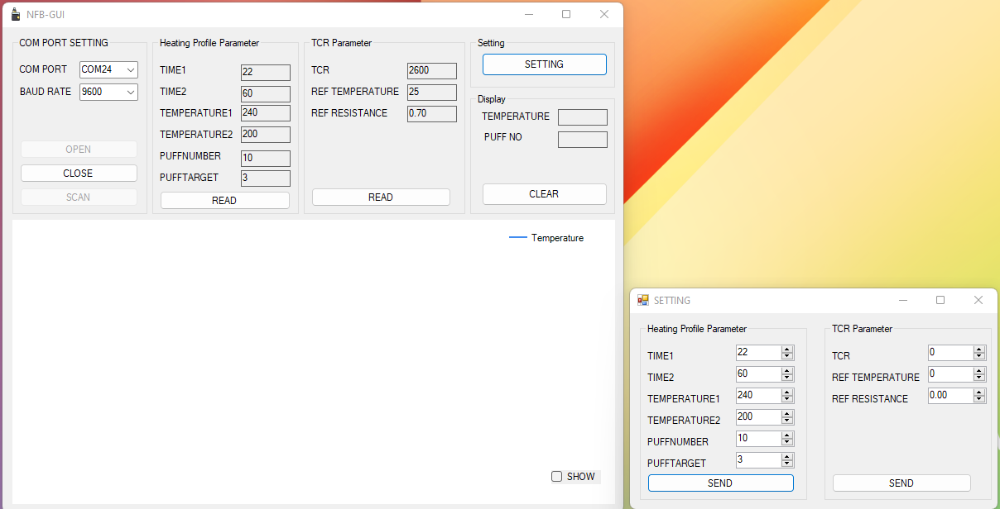 NFB-GUI
COM PORT SETTING
COM PORT COM24
BAUD RATE 9600
OPEN
CLOSE
SCAN
Heating Profile Parameter
TIME1 22
TIME2 60
TEMPERATURE1 240
TEMPERATURE2 200
PUFFNUMBER 10
PUFFTARGET 3
READ
TCR Parameter
TCR 2600
REF TEMPERATURE 25
REF RESISTANCE 0.70
READ
Setting
SETTING
Display
TEMPERATURE
PUFF NO
CLEAR
Temperature
SHOW
SETTING
Heating Profile Parameter
TIME1 22
TIME2 60
TEMPERATURE1 240
TEMPERATURE2 200
PUFFNUMBER 10
PUFFTARGET 3
SEND
TCR Parameter
TCR 0
REF TEMPERATURE 0
REF RESISTANCE 0.00
SEND